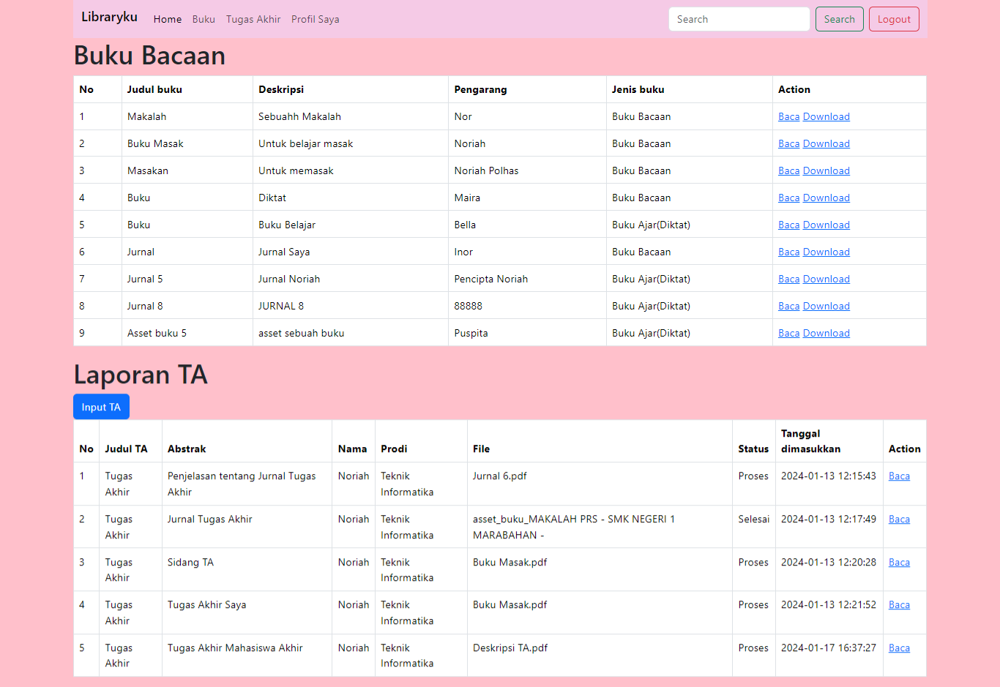 Libraryku Home Buku Tugas Akhir Profil Saya Search Search Logout
Buku Bacaan
No Judul buku Deskripsi Pengarang Jenis buku Action
1 Makalah Sebuahh Makalah Nor Buku Bacaan Baca Download
2 Buku Masak Untuk belajar masak Noriah Buku Bacaan Baca Download
3 Masakan Untuk memasak Noriah Polhas Buku Bacaan Baca Download
4 Buku Diktat Maira Buku Bacaan Baca Download
5 Buku Buku Belajar Bella Buku Ajar(Diktat) Baca Download
6 Jurnal Jurnal Saya Inor Buku Bacaan Baca Download
7 Jurnal 5 Jurnal Noriah Pencipta Noriah Buku Ajar(Diktat) Baca Download
8 Jurnal 8 JURNAL 8 88888 Buku Ajar(Diktat) Baca Download
9 Asset buku 5 asset sebuah buku Puspita Buku Ajar(Diktat) Baca Download
Laporan TA
Input TA
Tanggal
No Judul TA Abstrak Nama Prodi File Status dimasukkan Action
1 Tugas Penjelasan tentang Jurnal Tugas Noriah Teknik Jurnal 6.pdf Proses 2024-01-13 12:15:43 Baca
Akhir Akhir Informatika
2 Tugas Jurnal Tugas Akhir Noriah Teknik asset_buku_MAKALAH PRS - SMK NEGERI 1 Selesai 2024-01-13 12:17:49 Baca
Akhir Informatika MARABAHAN -
3 Tugas Sidang TA Noriah Teknik Buku Masak.pdf Proses 2024-01-13 12:20:28 Baca
Akhir Informatika
4 Tugas Tugas Akhir Saya Noriah Teknik Buku Masak.pdf Proses 2024-01-13 12:21:52 Baca
Akhir Informatika
5 Tugas Tugas Akhir Mahasiswa Akhir Noriah Teknik Deskripsi TA.pdf Proses 2024-01-17 16:37:27 Baca
Akhir Informatika